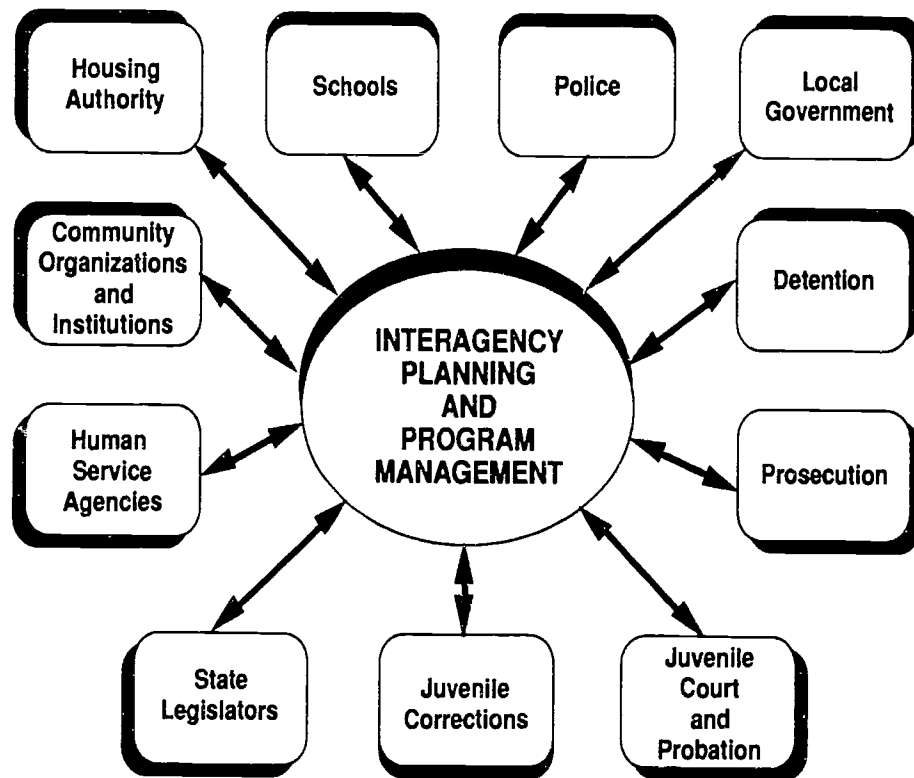 Housing
Authority
Schools
Police
Local
Government
Community
Organizations
and
Institutions
Detention
INTERAGENCY
PLANNING
AND
PROGRAM
MANAGEMENT
Human
Service
Agencies
Prosecution
State
Legislators
Juvenile
Corrections
Juvenile
Court
and
Probation